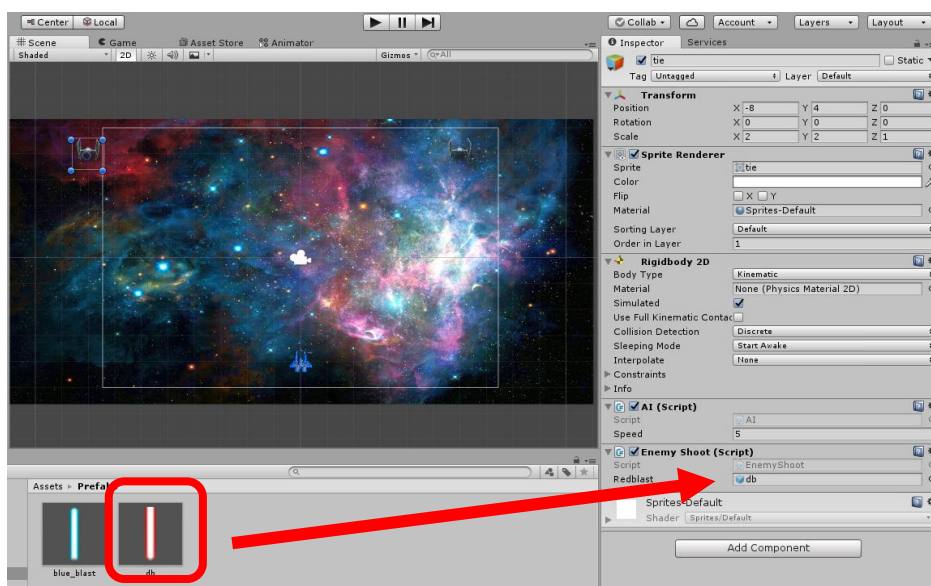 Center Local Collab Account Layers Layout
Scene Game Asset Store Animator
Shaded 2D Gizmos All
Inspector Services
tie Static
Tag Untagged Layer Default
Transform
Position X -8 Y 4 Z 0
Rotation X 0 Y 0 Z 0
Scale X 2 Y 2 Z 1
Sprite Renderer
Sprite tie
Color
Flip X Y
Material Sprites-Default
Sorting Layer Default
Order in Layer 1
Rigidbody 2D
Body Type Kinematic
Material None (Physics Material 2D)
Simulated
Use Full Kinematic Contac
Collision Detection Discrete
Sleeping Mode Start Awake
Interpolate None
Constraints
Info
AI (Script)
Script AI
Speed 5
Enemy Shoot (Script)
Script EnemyShoot
Redblast db
Sprites-Default
Shader Sprites/Default
Add Component
Assets Prefa
blue_blast db